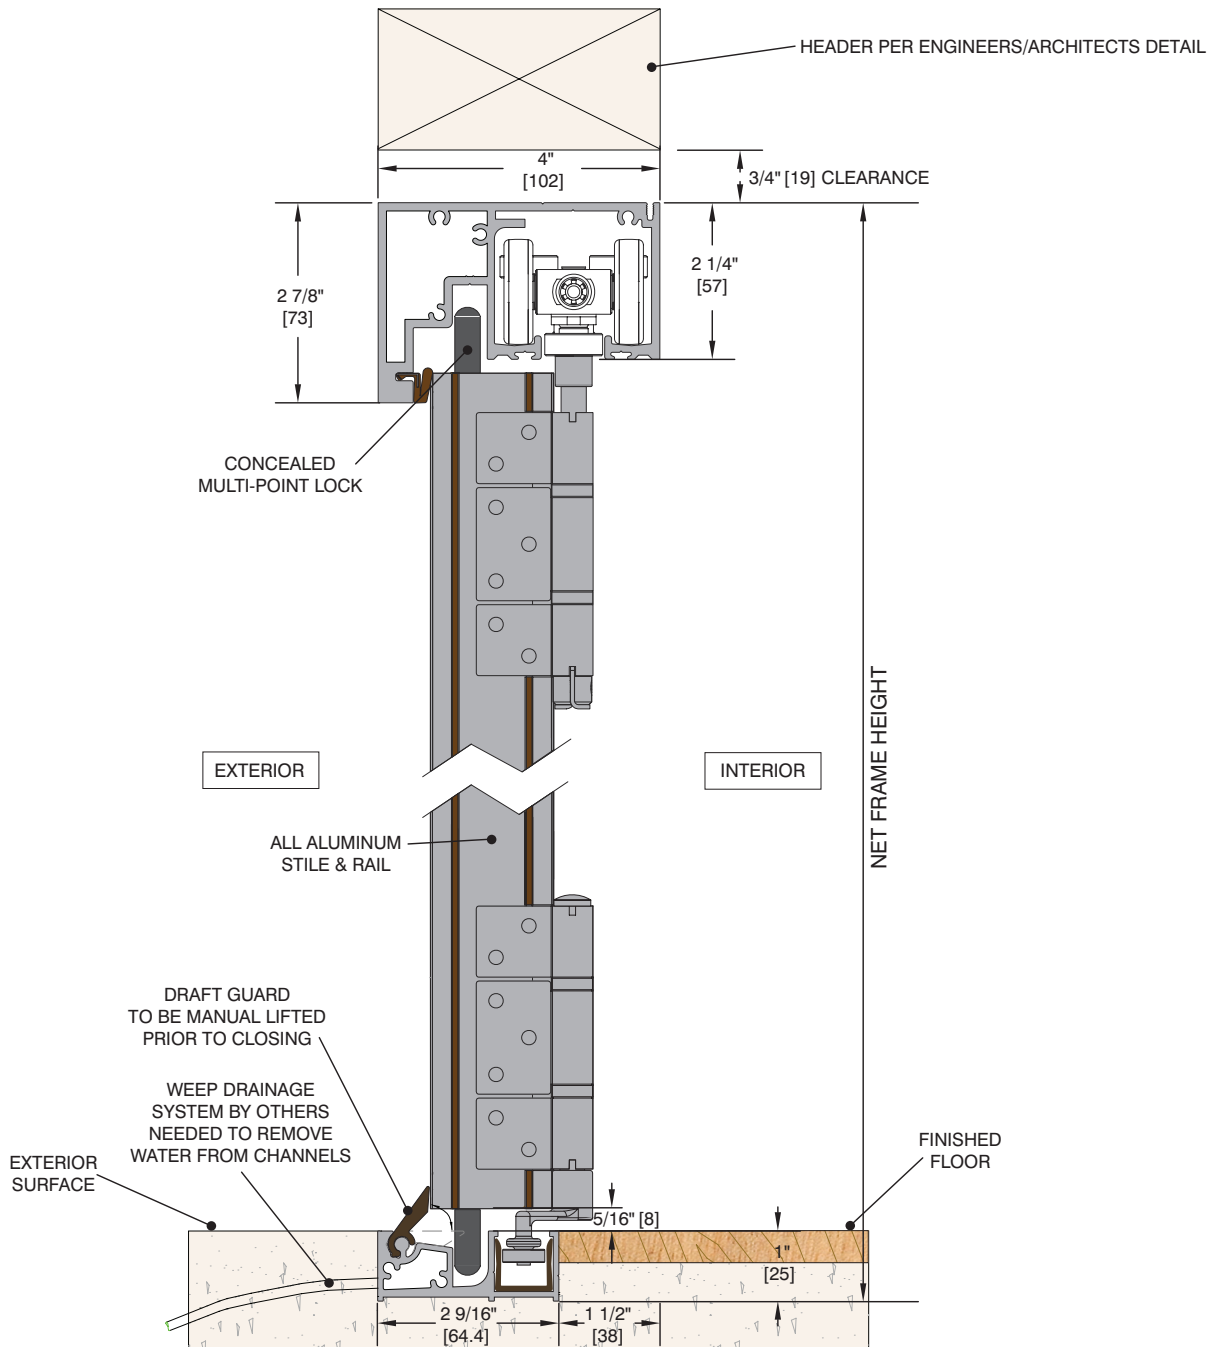 HEADER PER ENGINEERS/ARCHITECTS DETAIL
4"
[102]
3/4" [19] CLEARANCE
2 7/8"
[73]
2 1/4"
[57]
CONCEALED
MULTI-POINT LOCK
NET FRAME HEIGHT
EXTERIOR
INTERIOR
ALL ALUMINUM
STILE & RAIL
DRAFT GUARD
TO BE MANUAL LIFTED
PRIOR TO CLOSING
WEEP DRAINAGE
SYSTEM BY OTHERS
NEEDED TO REMOVE
WATER FROM CHANNELS
EXTERIOR
SURFACE
FINISHED
FLOOR
5/16" [8]
1"
[25]
2 9/16"
[64.4]
1 1/2"
[38]